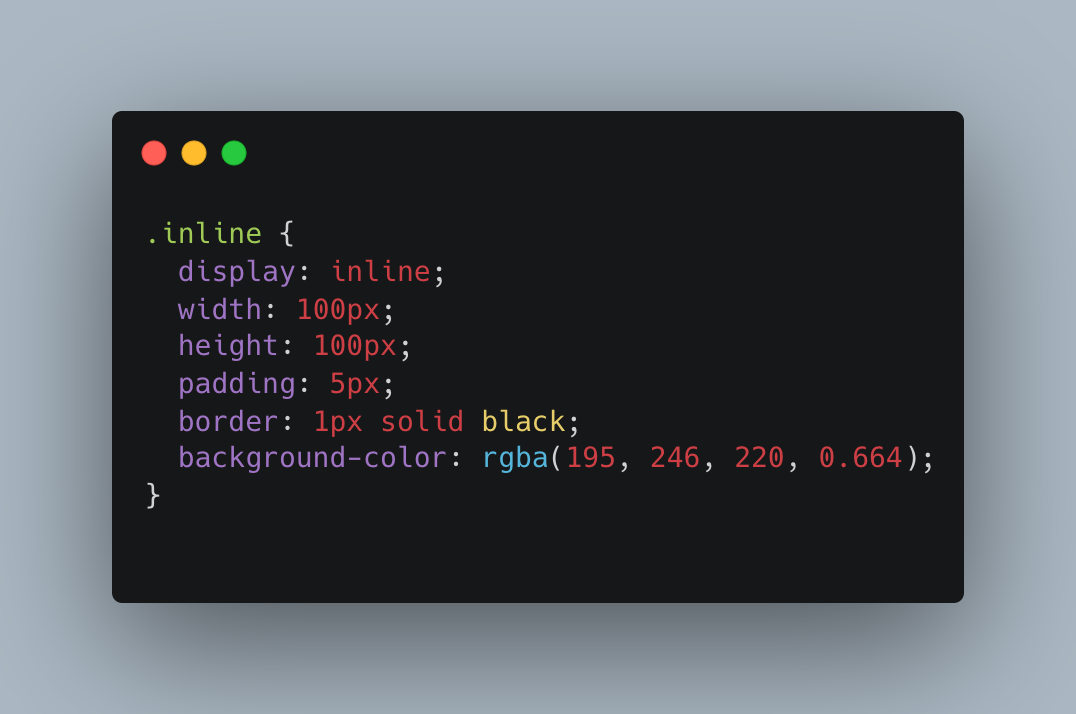 .inline {
  display: inline;
  width: 100px;
  height: 100px;
  padding: 5px;
  border: 1px solid black;
  background-color: rgba(195, 246, 220, 0.664);
}